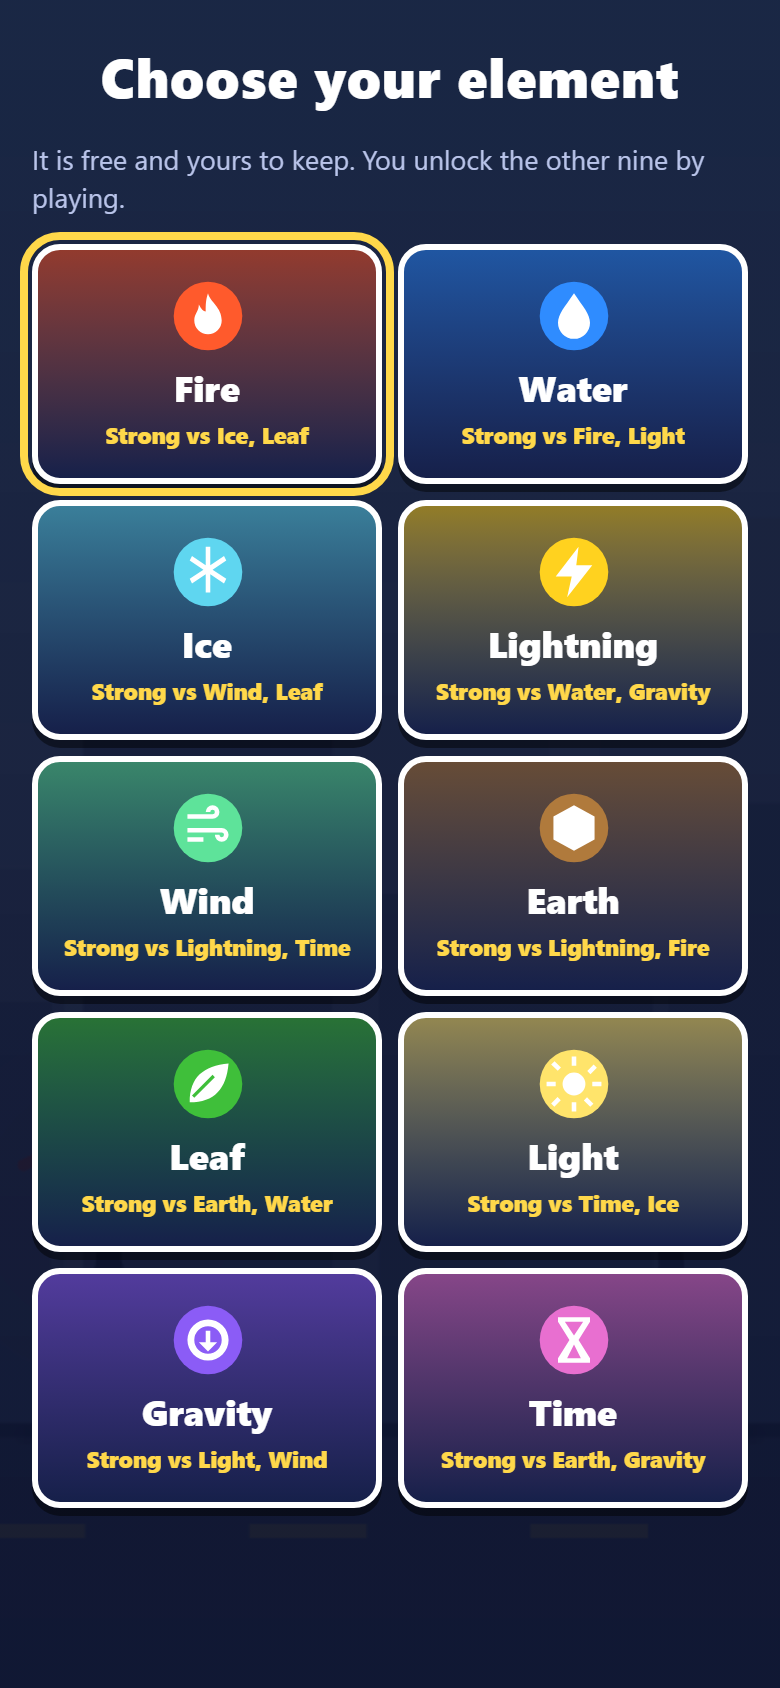 Choose your element
It is free and yours to keep. You unlock the other nine by
playing.
Fire
Strong vs Ice, Leaf
Water
Strong vs Fire, Light
Ice
Strong vs Wind, Leaf
Lightning
Strong vs Water, Gravity
Wind
Strong vs Lightning, Time
Earth
Strong vs Lightning, Fire
Leaf
Strong vs Earth, Water
Light
Strong vs Time, Ice
Gravity
Strong vs Light, Wind
Time
Strong vs Earth, Gravity